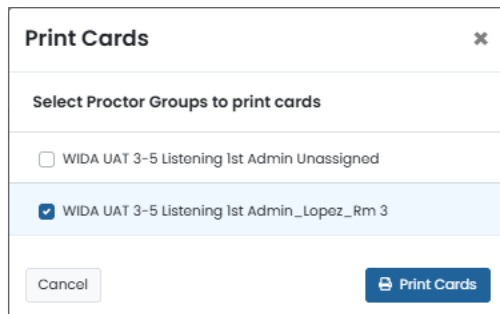 Print Cards
Select Proctor Groups to print cards
WIDA UAT 3-5 Listening 1st Admin Unassigned
WIDA UAT 3-5 Listening 1st Admin_Lopez_Rm 3
Cancel
Print Cards